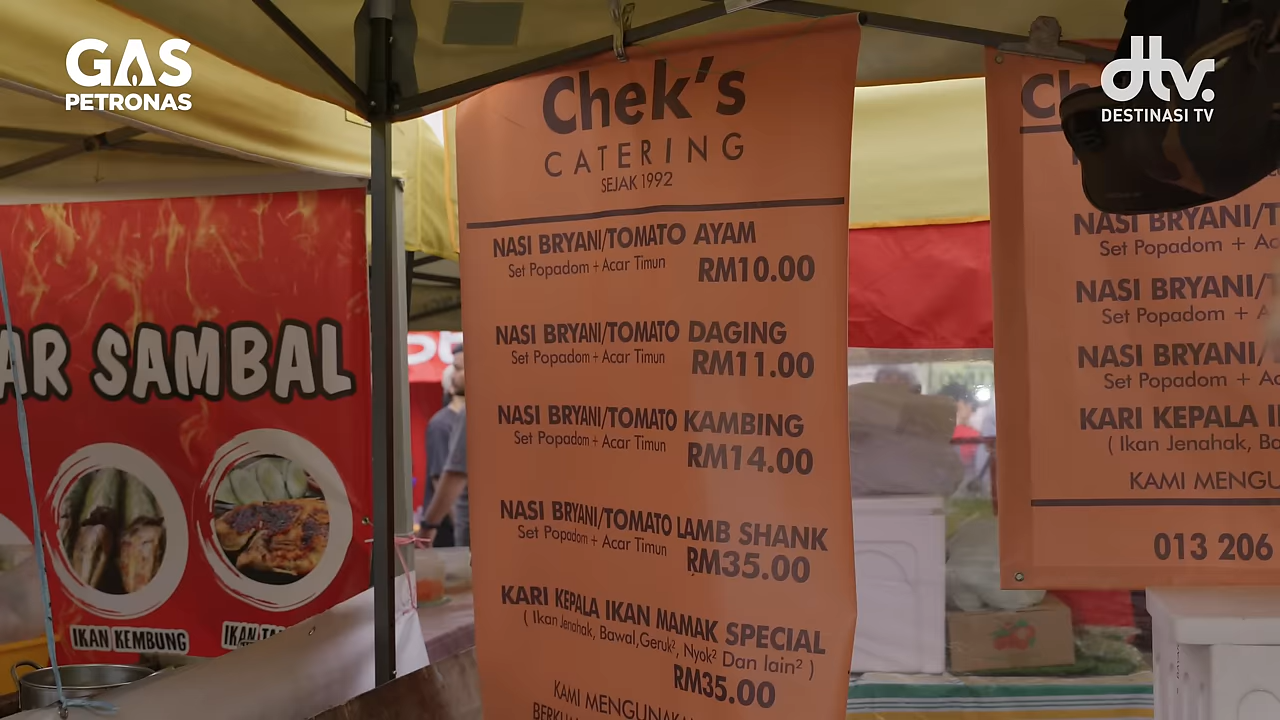 GAS
PETRONAS
dtv.
DESTINASI TV
AR SAMBAL
IKAN KEMBUNG
IKAN
Chek's
CATERING
SEJAK 1992
NASI BRYANI/TOMATO AYAM
Set Popadom + Acar Timun
RM10.00
NASI BRYANI/TOMATO DAGING
Set Popadom + Acar Timun
RM11.00
NASI BRYANI/TOMATO KAMBING
Set Popadom + Acar Timun
RM14.00
NASI BRYANI/TOMATO LAMB SHANK
Set Popadom + Acar Timun
RM35.00
KARI KEPALA IKAN MAMAK SPECIAL
( Ikan Jenahak, Bawal, Geruk², Nyok² Dan lain² )
RM35.00
KAMI MENGUNAKA
Ch
NASI BRYANI/T
Set Popadom + Ac
NASI BRYANI/T
Set Popadom + A
NASI BRYANI/
Set Popadom + A
KARI KEPALA I
( Ikan Jenahak, Ba
KAMI MENGU
013 206